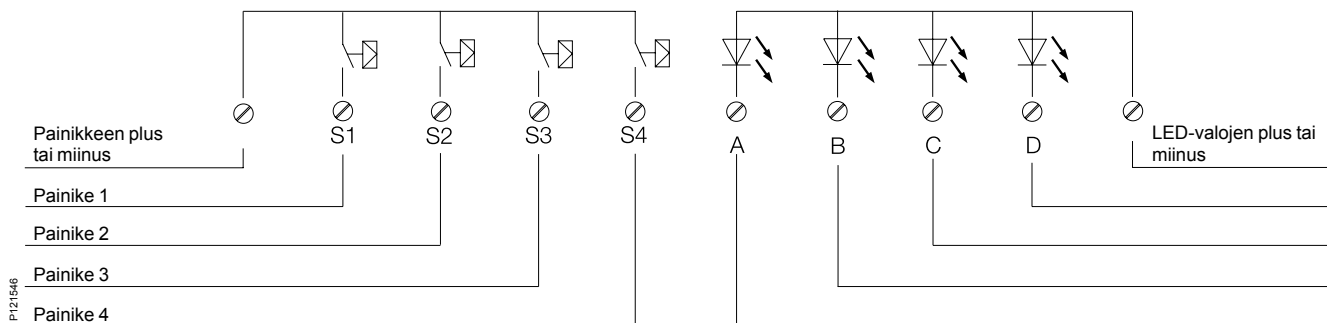 S1
S2
S3
S4
A
B
C
D
Painikkeen plus
tai miinus
LED-valojen plus tai
miinus
Painike 1
Painike 2
Painike 3
Painike 4
P121546